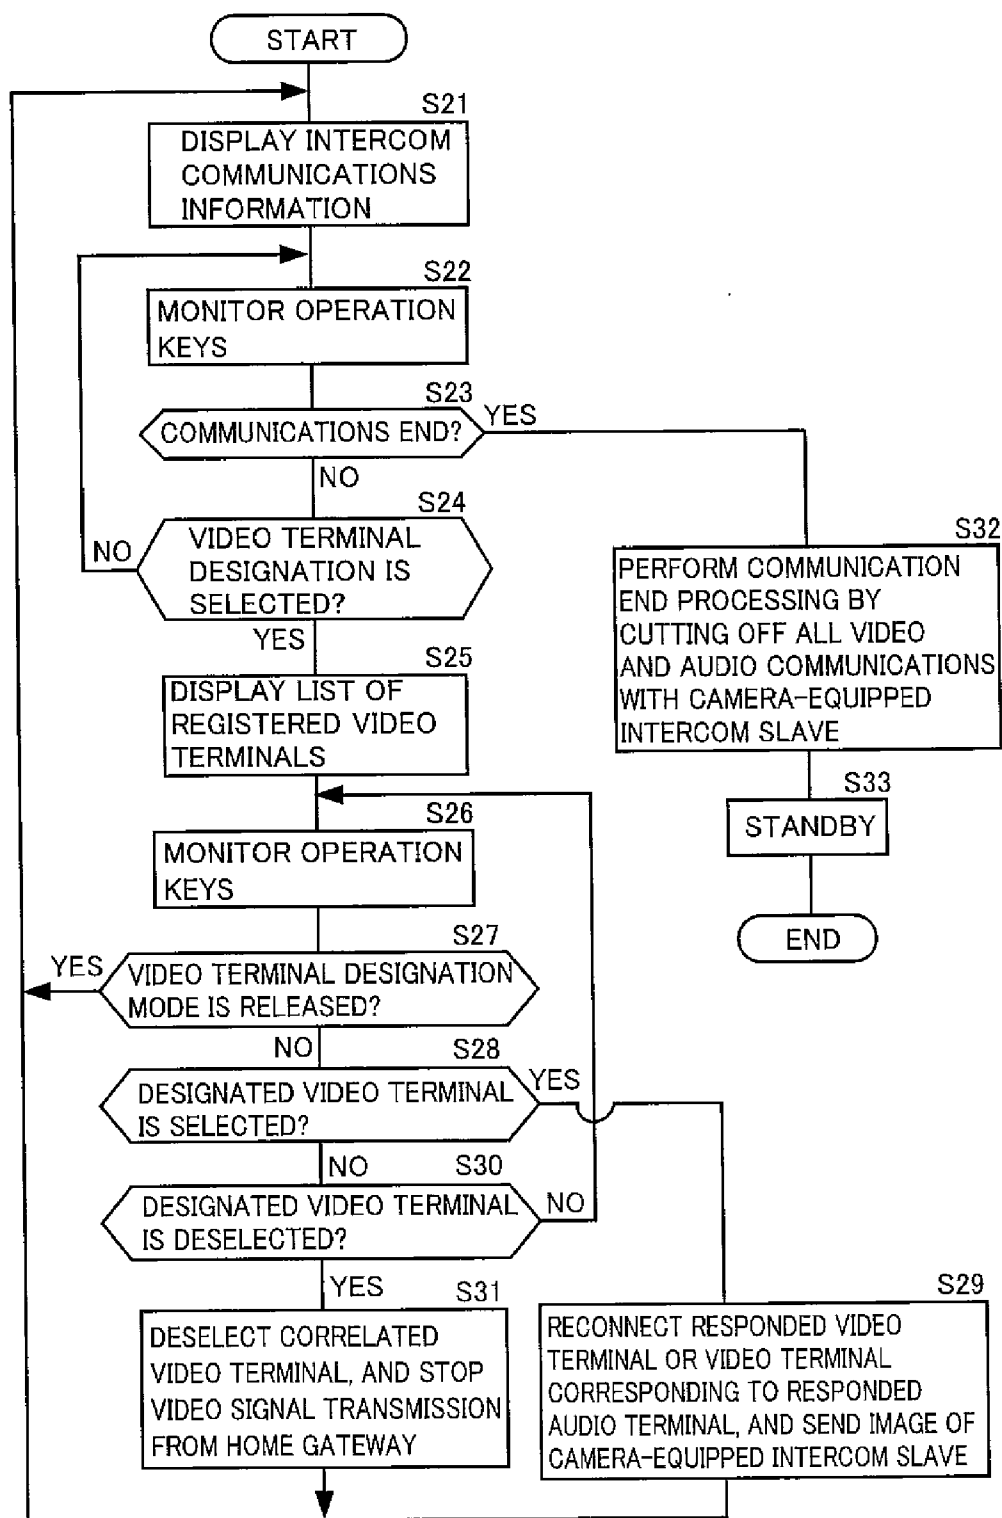 START
S21
DISPLAY INTERCOM
COMMUNICATIONS
INFORMATION
S22
MONITOR OPERATION
KEYS
S23
COMMUNICATIONS END?
YES
NO
S24
VIDEO TERMINAL
DESIGNATION IS
SELECTED?
NO
YES
S32
PERFORM COMMUNICATION
END PROCESSING BY
CUTTING OFF ALL VIDEO
AND AUDIO COMMUNICATIONS
WITH CAMERA-EQUIPPED
INTERCOM SLAVE
S25
DISPLAY LIST OF
REGISTERED VIDEO
TERMINALS
S33
STANDBY
END
S26
MONITOR OPERATION
KEYS
S27
VIDEO TERMINAL DESIGNATION
MODE IS RELEASED?
YES
NO
S28
DESIGNATED VIDEO TERMINAL
IS SELECTED?
YES
NO
S30
DESIGNATED VIDEO TERMINAL
IS DESELECTED?
NO
YES
S31
DESELECT CORRELATED
VIDEO TERMINAL, AND STOP
VIDEO SIGNAL TRANSMISSION
FROM HOME GATEWAY
S29
RECONNECT RESPONDED VIDEO
TERMINAL OR VIDEO TERMINAL
CORRESPONDING TO RESPONDED
AUDIO TERMINAL, AND SEND IMAGE OF
CAMERA-EQUIPPED INTERCOM SLAVE